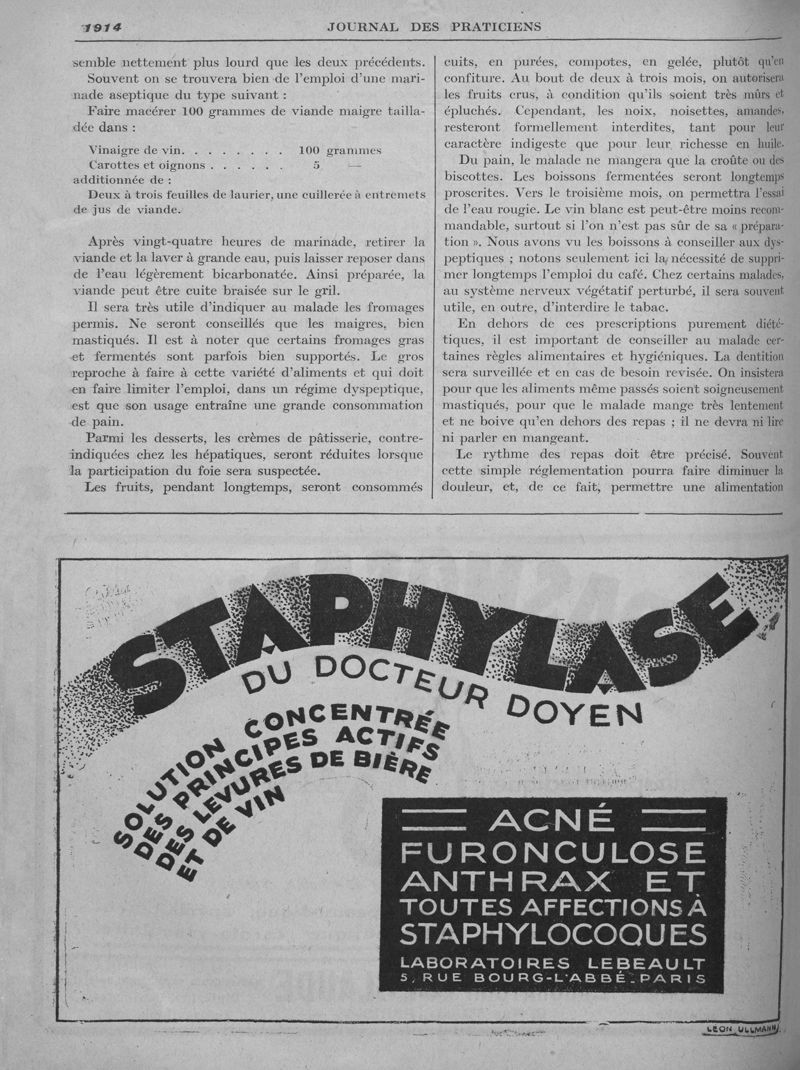 1914
JOURNAL DES PRATICIENS
semble nettement plus lourd que les deux précédents.
Souvent on se trouvera bien de l'emploi d'une mari-
nade aseptique du type suivant :
Faire macérer 100 grammes de viande maigre tailla-
dée dans :
Vinaigre de vin. . . . . . . . 100 grammes
Carottes et oignons . . . . . . 5 —
additionnée de :
Deux à trois feuilles de laurier, une cuillerée à entremets
de jus de viande.
Après vingt-quatre heures de marinade, retirer la
viande et la laver à grande eau, puis laisser reposer dans
de l'eau légèrement bicarbonatée. Ainsi préparée, la
viande peut être cuite braisée sur le gril.
Il sera très utile d'indiquer au malade les fromages
permis. Ne seront conseillés que les maigres, bien
mastiqués. Il est à noter que certains fromages gras
et fermentés sont parfois bien supportés. Le gros
reproche à faire à cette variété d'aliments et qui doit
en faire limiter l'emploi, dans un régime dyspeptique,
est que son usage entraîne une grande consommation
de pain.
Parmi les desserts, les crèmes de pâtisserie, contre-
indiquées chez les hépatiques, seront réduites lorsque
la participation du foie sera suspectée.
Les fruits, pendant longtemps, seront consommés
cuits, en purées, compotes, en gelée, plutôt qu'en
confiture. Au bout de deux à trois mois, on autorisera
les fruits crus, à condition qu'ils soient très mûrs et
épluchés. Cependant, les noix, noisettes, amandes,
resteront formellement interdites, tant pour leur
caractère indigeste que pour leur richesse en huile.
Du pain, le malade ne mangera que la croûte ou des
biscottes. Les boissons fermentées seront longtemps
proscrites. Vers le troisième mois, on permettra l'essai
de l'eau rougie. Le vin blanc est peut-être moins recom-
mandable, surtout si l'on n'est pas sûr de sa « prépara-
tion ». Nous avons vu les boissons à conseiller aux dys-
peptiques ; notons seulement ici la nécessité de suppri-
mer longtemps l'emploi du café. Chez certains malades,
au système nerveux végétatif perturbé, il sera souvent
utile, en outre, d'interdire le tabac.
En dehors de ces prescriptions purement diété-
tiques, il est important de conseiller au malade cer-
taines règles alimentaires et hygiéniques. La dentition
sera surveillée et en cas de besoin revisée. On insistera
pour que les aliments même passés soient soigneusement
mastiqués, pour que le malade mange très lentement
et ne boive qu'en dehors des repas ; il ne devra ni lire
ni parler en mangeant.
Le rythme des repas doit être précisé. Souvent
cette simple réglementation pourra faire diminuer la
douleur, et, de ce fait, permettre une alimentation
STAPHYLASE
DU DOCTEUR DOYEN
SOLUTION CONCENTRÉE
DES PRINCIPES ACTIFS
DES LEVURES DE BIÈRE
ET DE VIN
ACNÉ
FURONCULOSE
ANTHRAX ET
TOUTES AFFECTIONS À
STAPHYLOCOQUES
LABORATOIRES LEBEAULT
5, RUE BOURG-L'ABBÉ. PARIS
LÉON ULLMANN